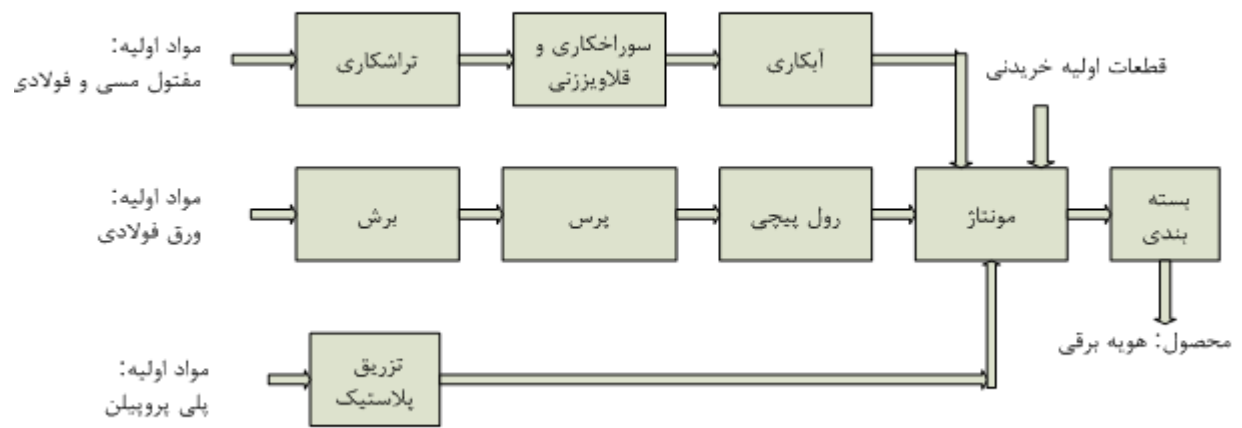 مواد اولیه:
مفتول مسی و فولادی
تراشکاری
سوراخکاری و
قلاویززنی
آبکاری
قطعات اولیه خریدنی
مواد اولیه:
ورق فولادی
برش
پرس
رول پیچی
مونتاژ
بسته
بندی
مواد اولیه:
پلی پروپیلن
تزریق
پلاستیک
محصول: هویه برقی